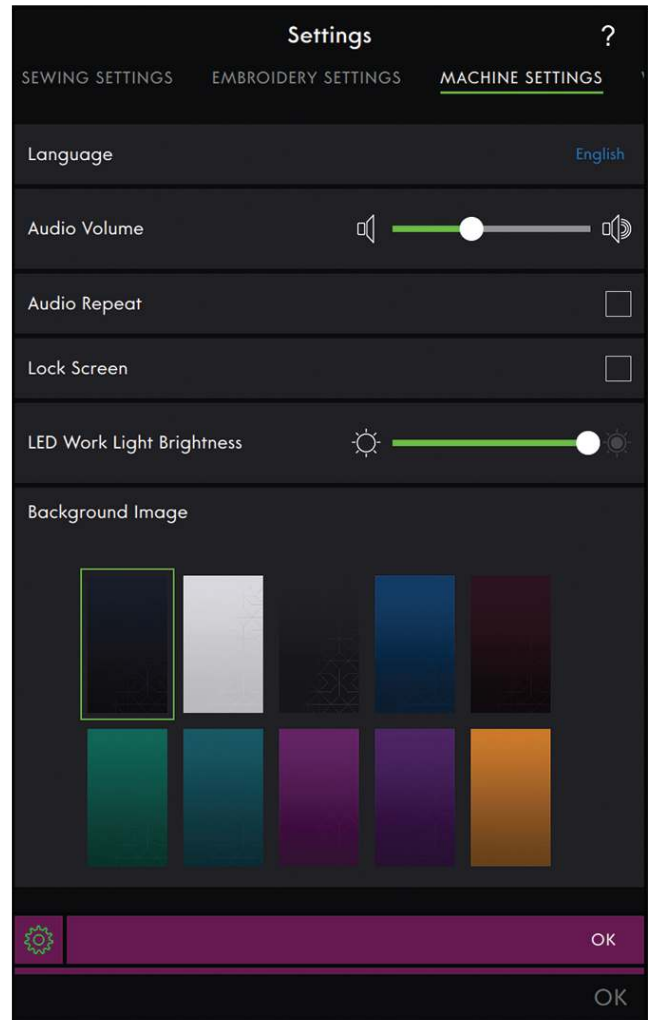 Settings ?
SEWING SETTINGS EMBROIDERY SETTINGS MACHINE SETTINGS
Language English
Audio Volume
Audio Repeat
Lock Screen
LED Work Light Brightness
Background Image
OK
OK